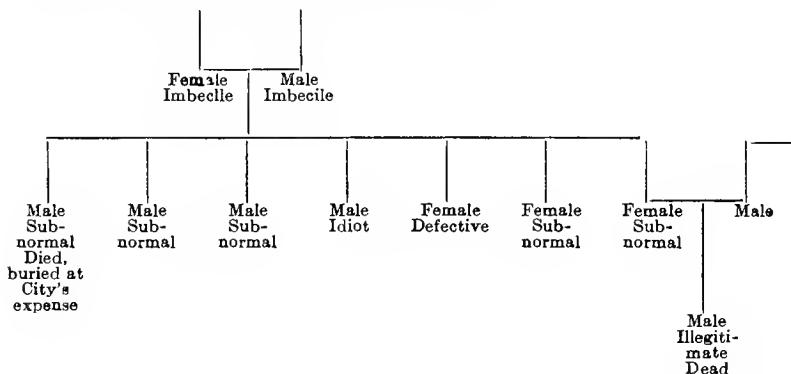 Female
Imbecile
Male
Imbecile
Male
Sub-
normal
Died,
buried at
City's
expense
Male
Sub-
normal
Male
Sub-
normal
Male
Idiot
Female
Defective
Female
Sub-
normal
Female
Sub-
normal
Male
Male
Illegiti-
mate
Dead